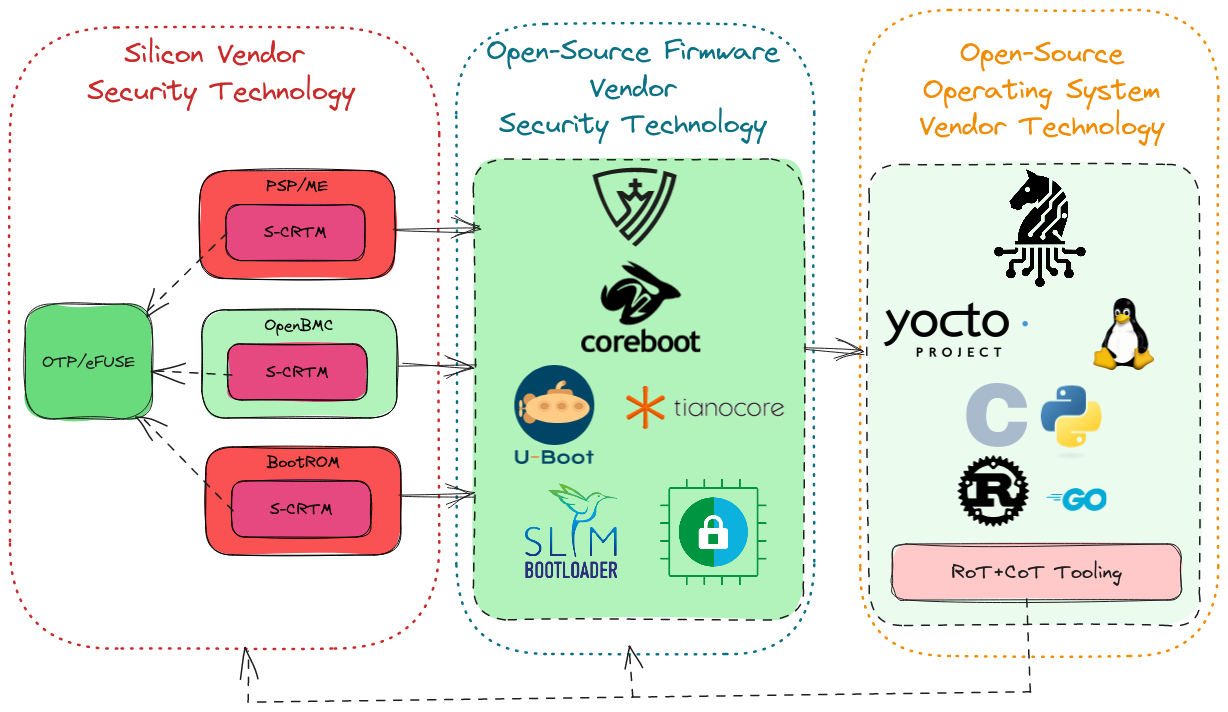 Silicon Vendor
Security Technology
PSP/ME
S-CRTM
OpenBMC
S-CRTM
OTP/eFUSE
BootROM
S-CRTM
Open-Source Firmware
Vendor
Security Technology
coreboot
U-Boot
tianocore
SLIM
BOOTLOADER
Open-Source
Operating System
Vendor Technology
yocto
PROJECT
C
R
GO
RoT+CoT Tooling